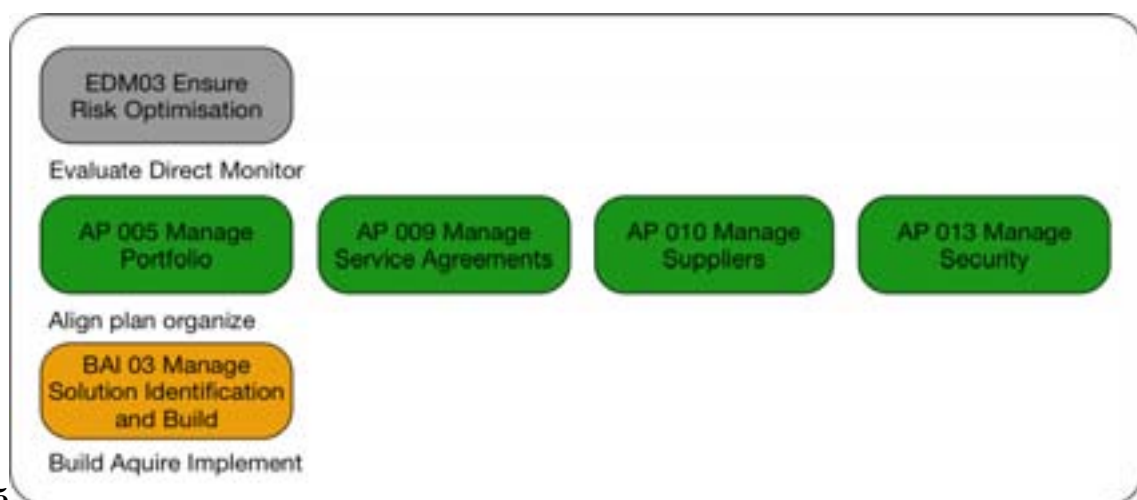 EDM03 Ensure
Risk Optimisation
Evaluate Direct Monitor
AP 005 Manage
Portfolio
AP 009 Manage
Service Agreements
AP 010 Manage
Suppliers
AP 013 Manage
Security
Align plan organize
BAI 03 Manage
Solution Identification
and Build
Build Aquire Implement